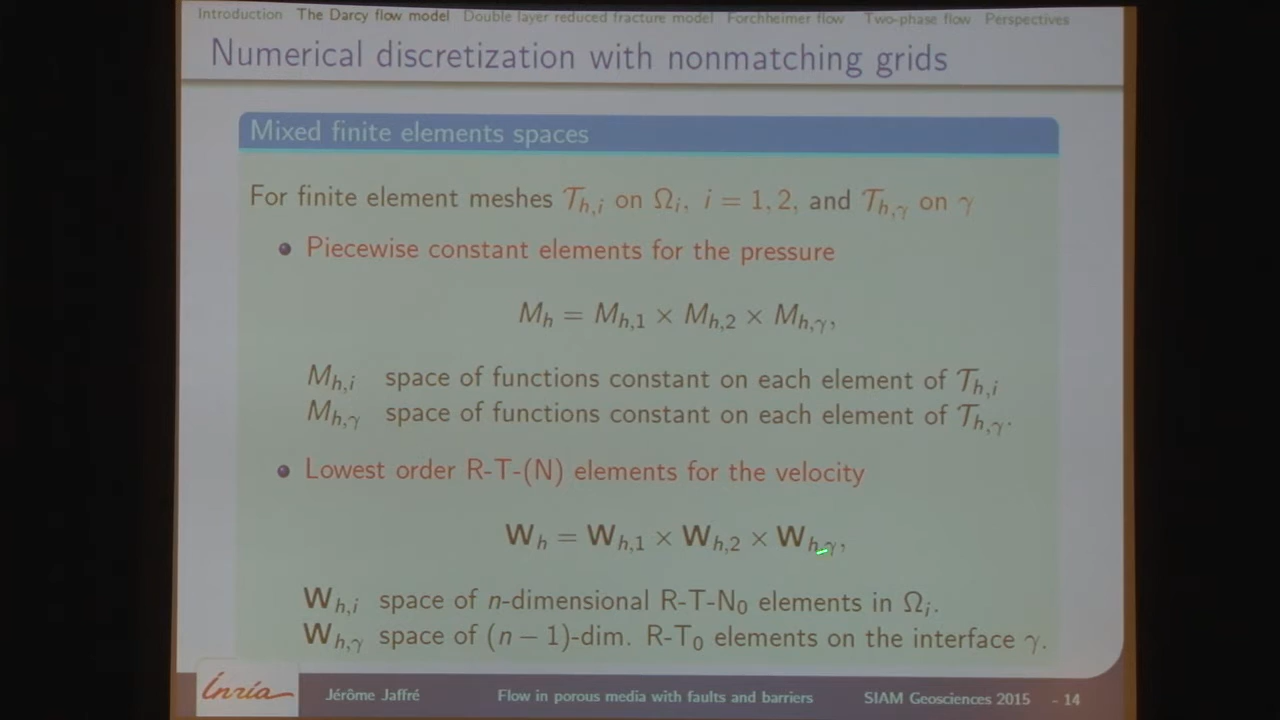 Introduction The Darcy flow model Double layer reduced fracture model Forchheimer flow Two-phase flow Perspectives
Numerical discretization with nonmatching grids
Mixed finite elements spaces
For finite element meshes 𝒯h,i on Ωi, i = 1, 2, and 𝒯h,γ on γ
Piecewise constant elements for the pressure
Mh = Mh,1 × Mh,2 × Mh,γ,
Mh,i space of functions constant on each element of 𝒯h,i
Mh,γ space of functions constant on each element of 𝒯h,γ.
Lowest order R-T-(N) elements for the velocity
Wh = Wh,1 × Wh,2 × Wh,γ,
Wh,i space of n-dimensional R-T-N0 elements in Ωi.
Wh,γ space of (n − 1)-dim. R-T0 elements on the interface γ.
Inria Jérôme Jaffré Flow in porous media with faults and barriers SIAM Geosciences 2015 - 14